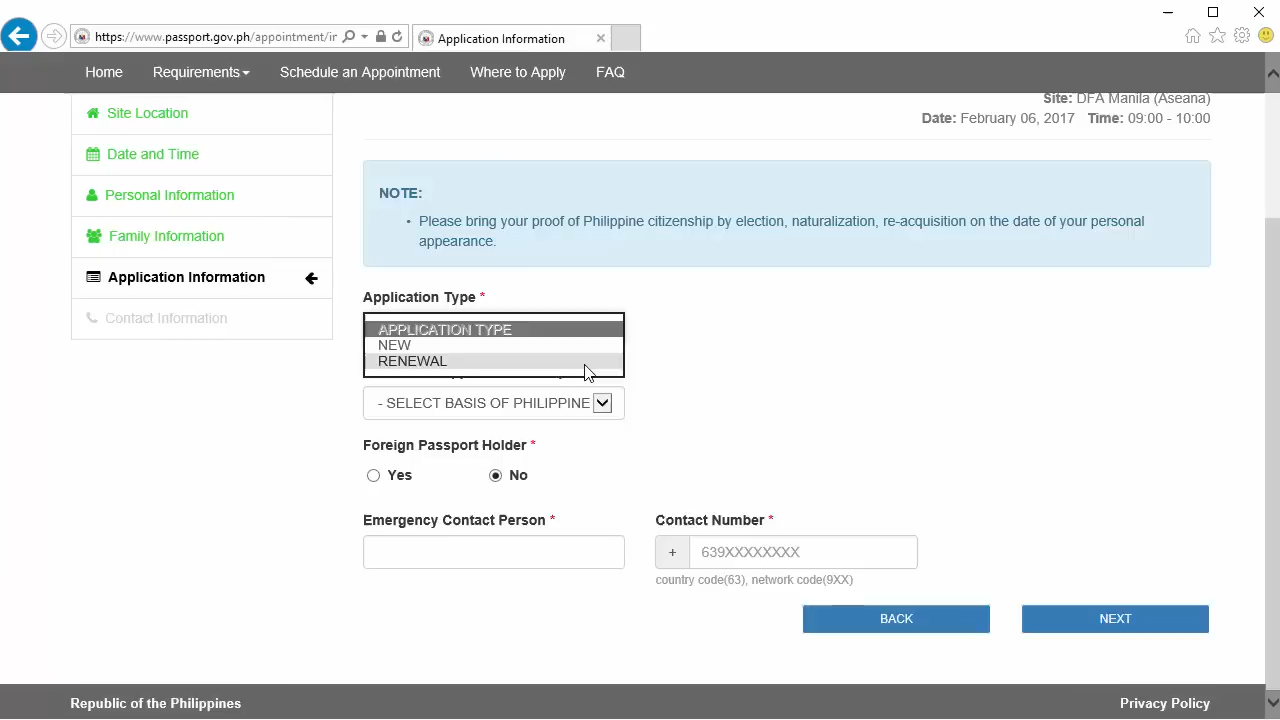 https://www.passport.gov.ph/appointment/ir
Application Information
Home
Requirements
Schedule an Appointment
Where to Apply
FAQ
Site Location
Date and Time
Personal Information
Family Information
Application Information
Contact Information
Site: DFA Manila (Aseana)
Date: February 06, 2017 Time: 09:00 - 10:00
NOTE:
• Please bring your proof of Philippine citizenship by election, naturalization, re-acquisition on the date of your personal
appearance.
Application Type *
APPLICATION TYPE
NEW
RENEWAL
- SELECT BASIS OF PHILIPPINE
Foreign Passport Holder *
Yes
No
Emergency Contact Person *
Contact Number *
+ 639XXXXXXXX
country code(63), network code(9XX)
BACK
NEXT
Republic of the Philippines
Privacy Policy